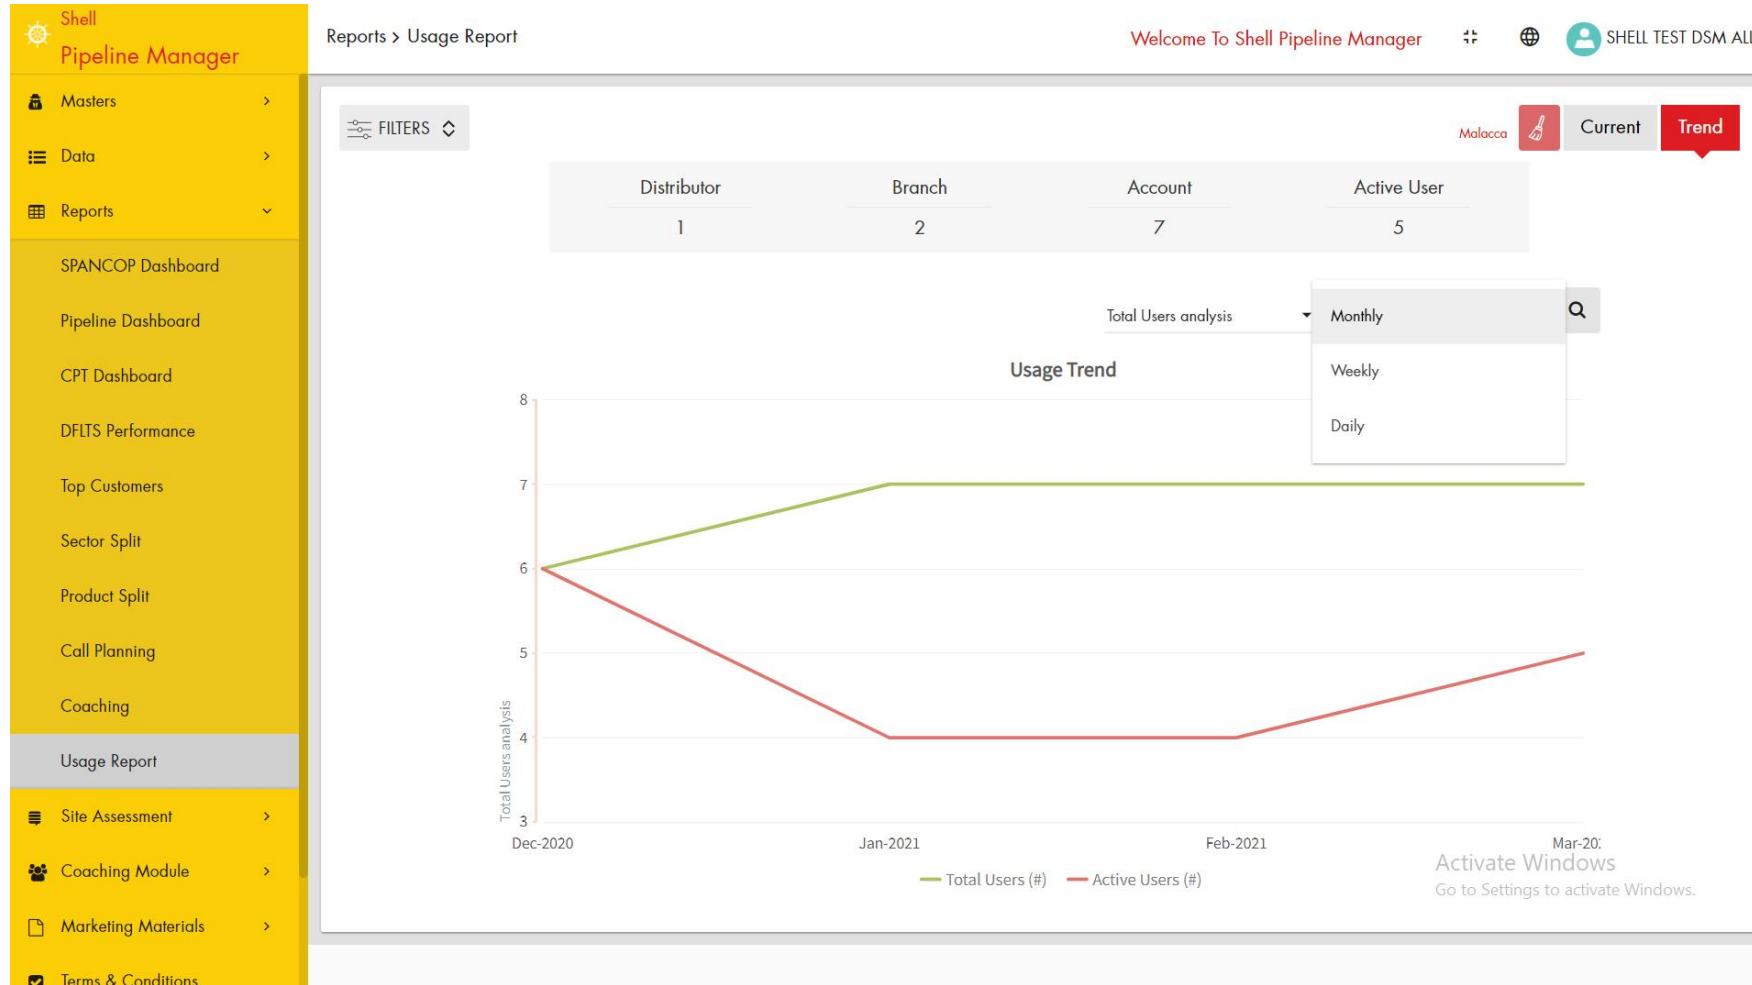 Shell
Pipeline Manager
Reports > Usage Report
Welcome To Shell Pipeline Manager
SHELL TEST DSM ALL
Masters
Data
Reports
SPANCOP Dashboard
Pipeline Dashboard
CPT Dashboard
DFLTS Performance
Top Customers
Sector Split
Product Split
Call Planning
Coaching
Usage Report
Site Assessment
Coaching Module
Marketing Materials
Terms & Conditions
FILTERS
Malacca
Current
Trend
Distributor Branch Account Active User
1 2 7 5
Total Users analysis
Monthly
Weekly
Daily
Usage Trend
8
7
6
5
4
3
Total Users analysis
Dec-2020 Jan-2021 Feb-2021 Mar-20
Total Users (#) Active Users (#)
Activate Windows
Go to Settings to activate Windows.